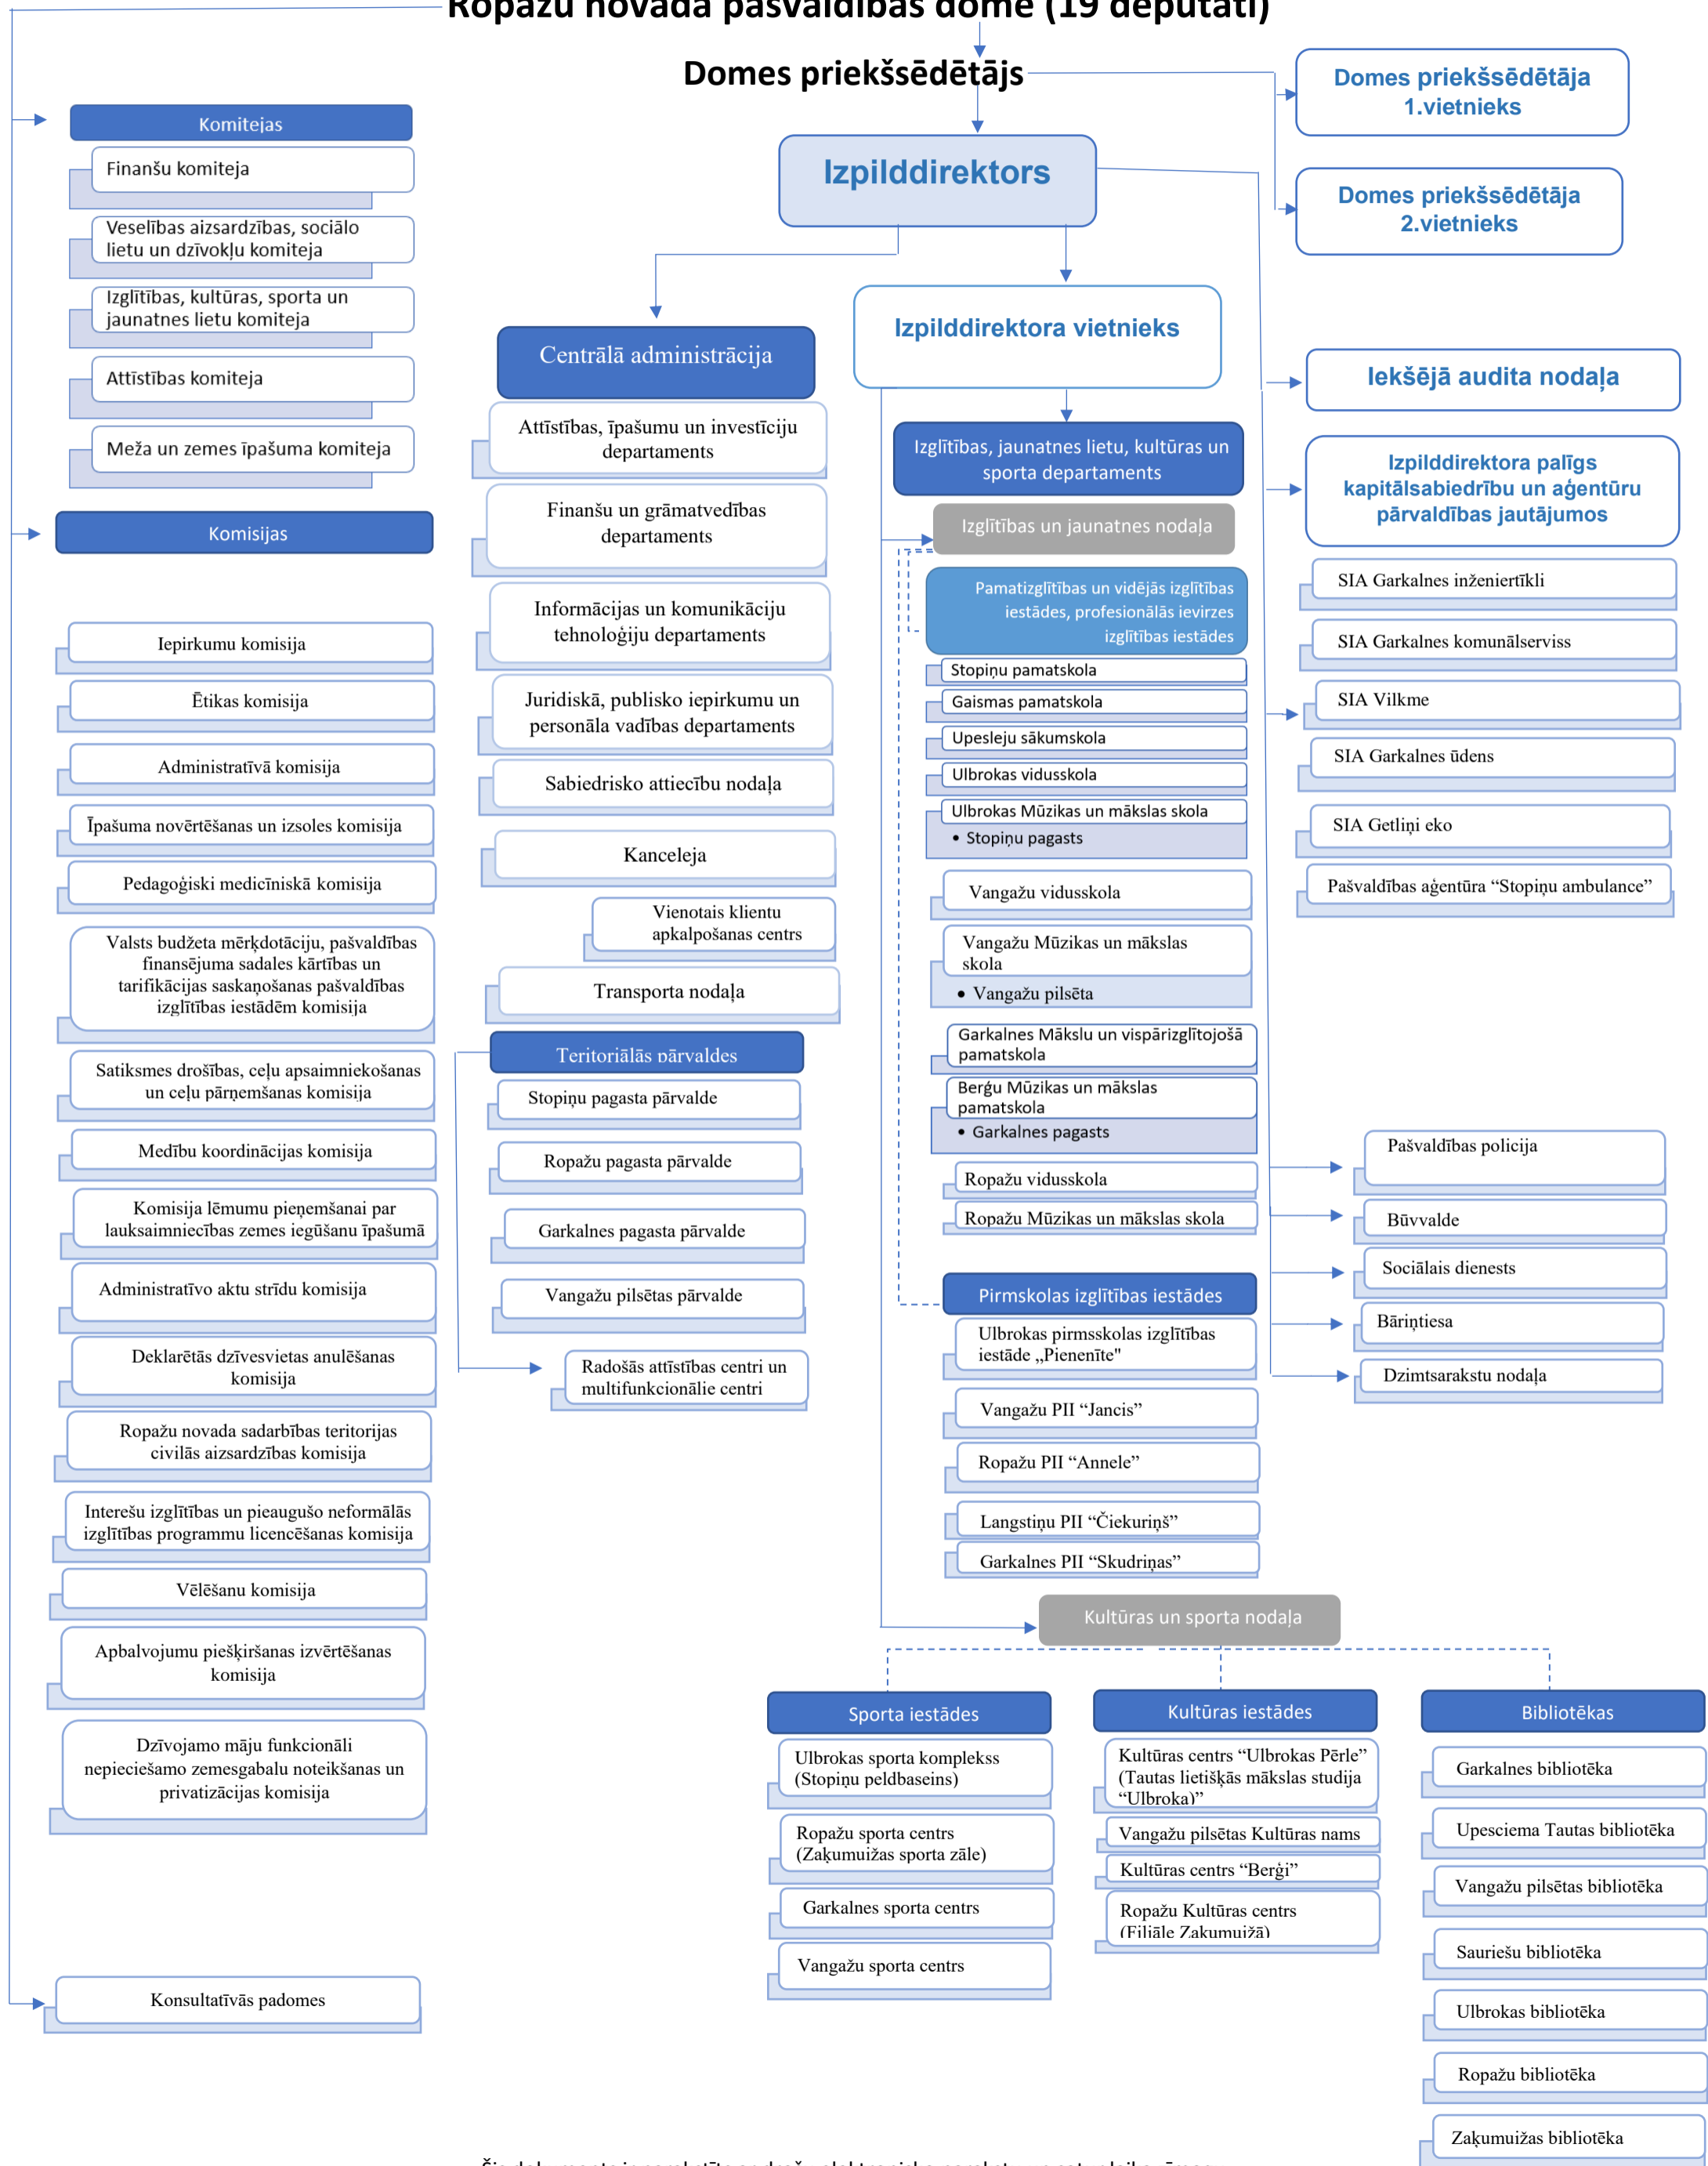 Ropažu novada pašvaldības dome (19 deputāti)
Domes priekšsēdētājs
Domes priekšsēdētāja
1.vietnieks
Domes priekšsēdētāja
2.vietnieks
Izpilddirektors
Komitejas
Finanšu komiteja
Veselības aizsardzības, sociālo
lietu un dzīvokļu komiteja
Izglītības, kultūras, sporta un
jaunatnes lietu komiteja
Attīstības komiteja
Meža un zemes īpašuma komiteja
Komisijas
Iepirkumu komisija
Ētikas komisija
Administratīvā komisija
Īpašuma novērtēšanas un izsoles komisija
Pedagoģiski medicīniskā komisija
Valsts budžeta mērķdotāciju, pašvaldības
finansējuma sadales kārtības un
tarifikācijas saskaņošanas pašvaldības
izglītības iestādēm komisija
Satiksmes drošības, ceļu apsaimniekošanas
un ceļu pārņemšanas komisija
Medību koordinācijas komisija
Komisija lēmumu pieņemšanai par
lauksaimniecības zemes iegūšanu īpašumā
Administratīvo aktu strīdu komisija
Deklarētās dzīvesvietas anulēšanas
komisija
Ropažu novada sadarbības teritorijas
civilās aizsardzības komisija
Interešu izglītības un pieaugušo neformālās
izglītības programmu licencēšanas komisija
Vēlēšanu komisija
Apbalvojumu piešķiršanas izvērtēšanas
komisija
Dzīvojamo māju funkcionāli
nepieciešamo zemesgabalu noteikšanas un
privatizācijas komisija
Konsultatīvās padomes
Centrālā administrācija
Attīstības, īpašumu un investīciju
departaments
Finanšu un grāmatvedības
departaments
Informācijas un komunikāciju
tehnoloģiju departaments
Juridiskā, publisko iepirkumu un
personāla vadības departaments
Sabiedrisko attiecību nodaļa
Kanceleja
Vienotais klientu
apkalpošanas centrs
Transporta nodaļa
Teritoriālās pārvaldes
Stopiņu pagasta pārvalde
Ropažu pagasta pārvalde
Garkalnes pagasta pārvalde
Vangažu pilsētas pārvalde
Radošās attīstības centri un
multifunkcionālie centri
Izpilddirektora vietnieks
Izglītības, jaunatnes lietu, kultūras un
sporta departaments
Izglītības un jaunatnes nodaļa
Pamatizglītības un vidējās izglītības
iestādes, profesionālās ievirzes
izglītības iestādes
Stopiņu pamatskola
Gaismas pamatskola
Upesleju sākumskola
Ulbrokas vidusskola
Ulbrokas Mūzikas un mākslas skola
• Stopiņu pagasts
Vangažu vidusskola
Vangažu Mūzikas un mākslas
skola
• Vangažu pilsēta
Garkalnes Mākslu un vispārizglītojošā
pamatskola
Berģu Mūzikas un mākslas
pamatskola
• Garkalnes pagasts
Ropažu vidusskola
Ropažu Mūzikas un mākslas skola
Pirmskolas izglītības iestādes
Ulbrokas pirmsskolas izglītības
iestāde „Pienenīte"
Vangažu PII “Jancis”
Ropažu PII “Annele”
Langstiņu PII “Čiekuriņš”
Garkalnes PII “Skudriņas”
Kultūras un sporta nodaļa
Sporta iestādes
Ulbrokas sporta komplekss
(Stopiņu peldbaseins)
Ropažu sporta centrs
(Zaķumuižas sporta zāle)
Garkalnes sporta centrs
Vangažu sporta centrs
Kultūras iestādes
Kultūras centrs “Ulbrokas Pērle”
(Tautas lietišķās mākslas studija
“Ulbroka)”
Vangažu pilsētas Kultūras nams
Kultūras centrs “Berģi”
Ropažu Kultūras centrs
(Filiāle Zaķumuižā)
Bibliotēkas
Garkalnes bibliotēka
Upesciema Tautas bibliotēka
Vangažu pilsētas bibliotēka
Sauriešu bibliotēka
Ulbrokas bibliotēka
Ropažu bibliotēka
Zaķumuižas bibliotēka
Iekšējā audita nodaļa
Izpilddirektora palīgs
kapitālsabiedrību un aģentūru
pārvaldības jautājumos
SIA Garkalnes inženiertīkli
SIA Garkalnes komunālserviss
SIA Vilkme
SIA Garkalnes ūdens
SIA Getliņi eko
Pašvaldības aģentūra “Stopiņu ambulance”
Pašvaldības policija
Būvvalde
Sociālais dienests
Bāriņtiesa
Dzimtsarakstu nodaļa